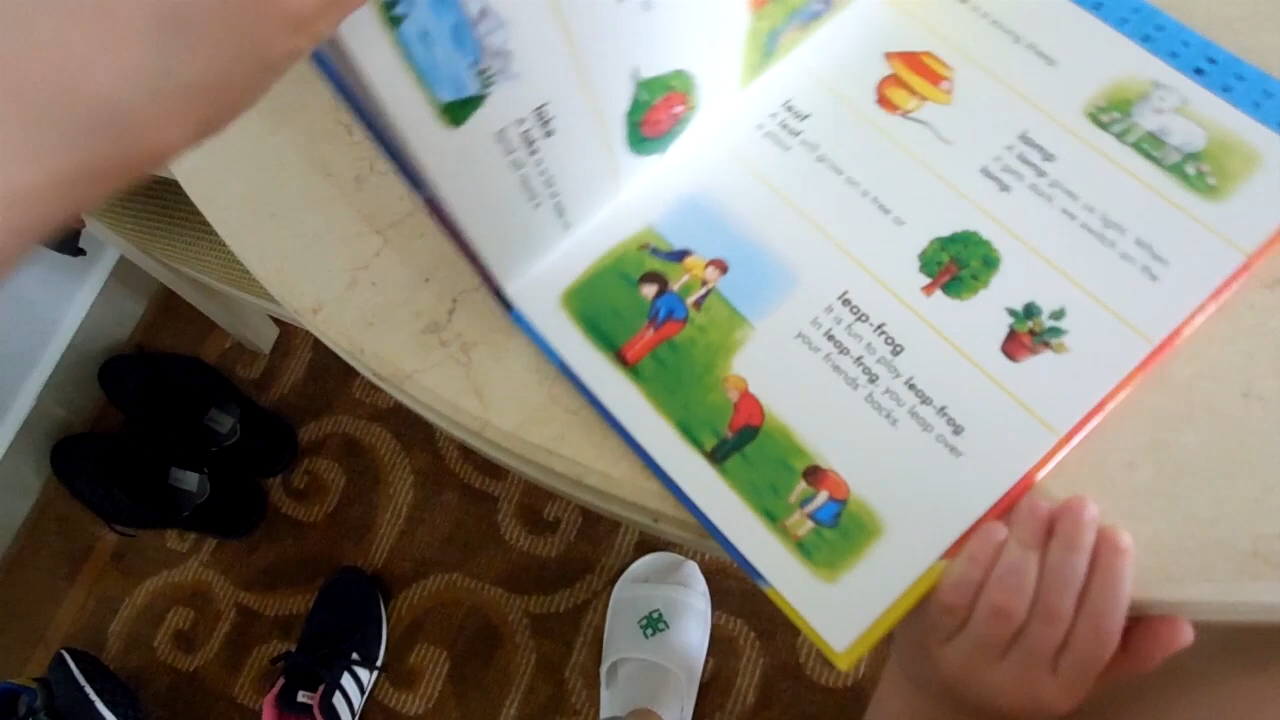 lake
lamp
A lamp gives us light. When
it gets dark, we switch on the
lamp.
leaf
A leaf will grow on a tree or
a plant.
leap-frog
It is fun to play leap-frog.
In leap-frog, you leap over
your friends' backs.